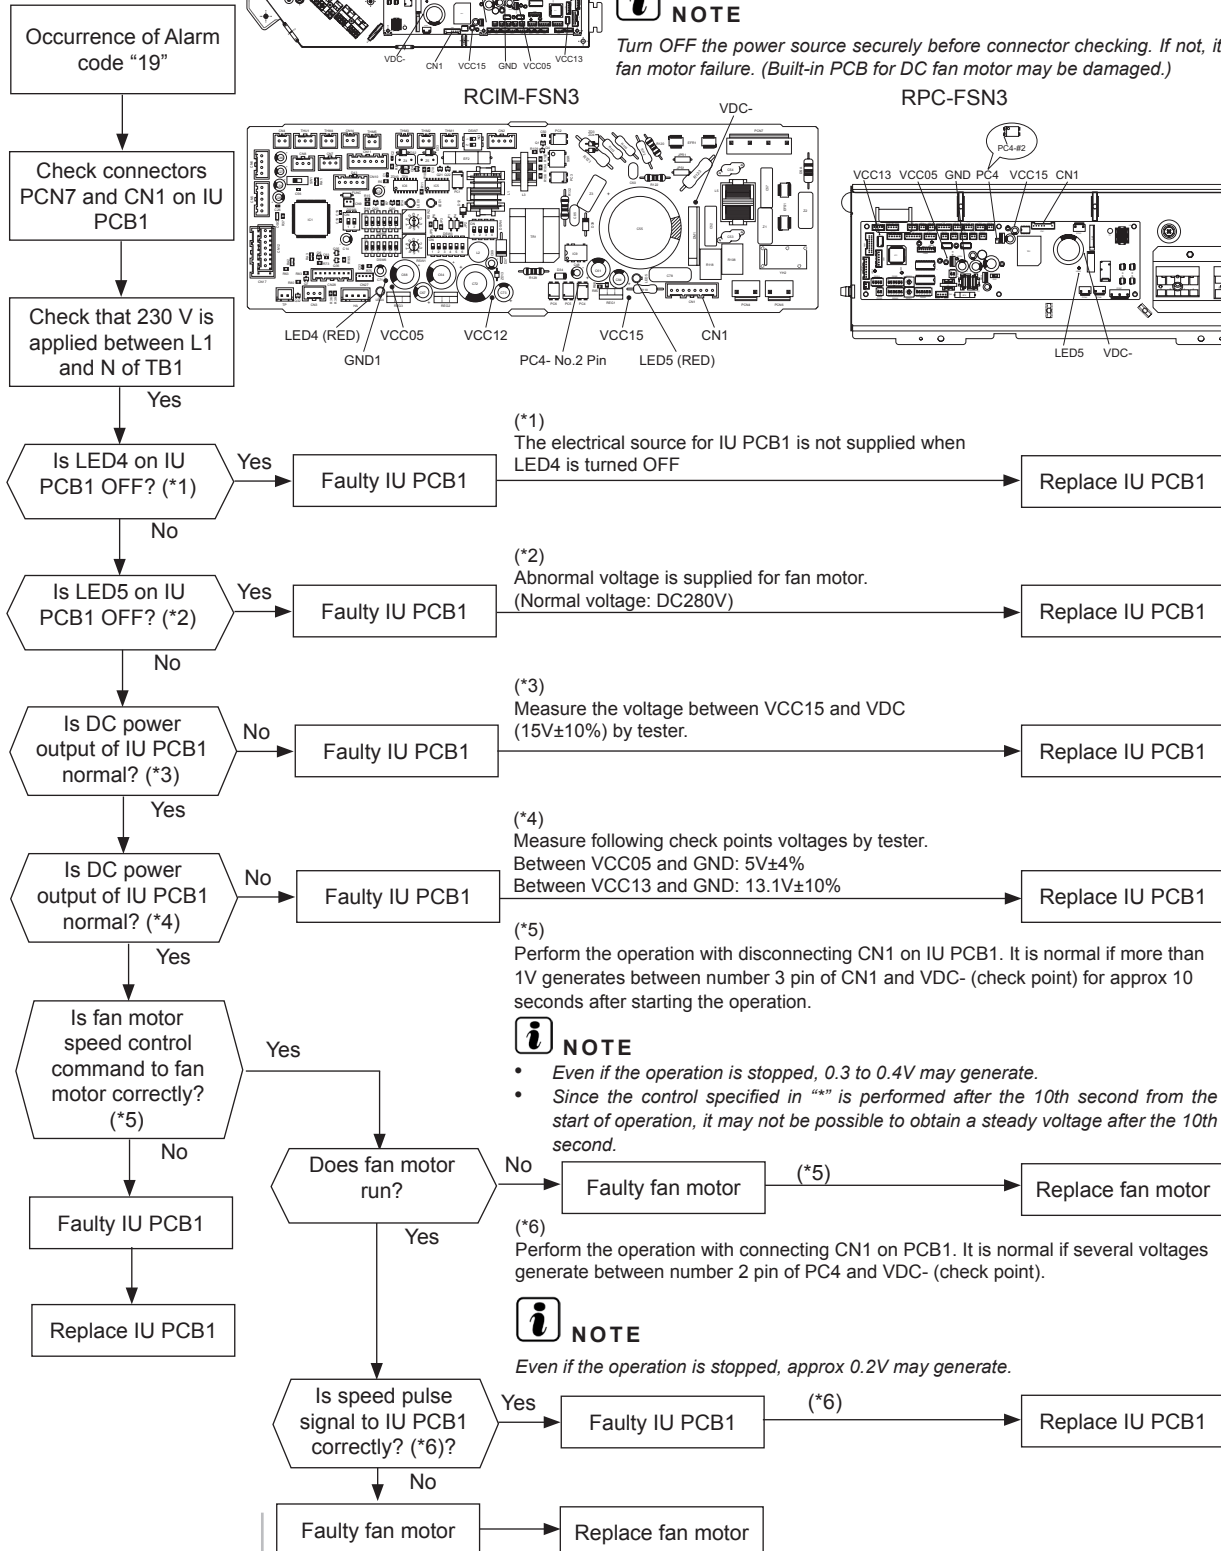 Occurrence of Alarm
code “19”
VDC-
CN1
VCC15
GND
VCC05
VCC13
NOTE
Turn OFF the power source securely before connector checking. If not, it
fan motor failure. (Built-in PCB for DC fan motor may be damaged.)
RCIM-FSN3
RPC-FSN3
Check connectors
PCN7 and CN1 on IU
PCB1
VDC-
LED4 (RED)
GND1
VCC05
VCC12
PC4- No.2 Pin
VCC15
LED5 (RED)
CN1
PC4-#2
VCC13 VCC05 GND PC4 VCC15 CN1
LED5
VDC-
Check that 230 V is
applied between L1
and N of TB1
Yes
Is LED4 on IU
PCB1 OFF? (*1)
Yes
Faulty IU PCB1
(*1)
The electrical source for IU PCB1 is not supplied when
LED4 is turned OFF
Replace IU PCB1
No
Is LED5 on IU
PCB1 OFF? (*2)
Yes
Faulty IU PCB1
(*2)
Abnormal voltage is supplied for fan motor.
(Normal voltage: DC280V)
Replace IU PCB1
No
Is DC power
output of IU PCB1
normal? (*3)
No
Faulty IU PCB1
(*3)
Measure the voltage between VCC15 and VDC
(15V±10%) by tester.
Replace IU PCB1
Yes
Is DC power
output of IU PCB1
normal? (*4)
No
Faulty IU PCB1
(*4)
Measure following check points voltages by tester.
Between VCC05 and GND: 5V±4%
Between VCC13 and GND: 13.1V±10%
Replace IU PCB1
Yes
(*5)
Perform the operation with disconnecting CN1 on IU PCB1. It is normal if more than
1V generates between number 3 pin of CN1 and VDC- (check point) for approx 10
seconds after starting the operation.
NOTE
• Even if the operation is stopped, 0.3 to 0.4V may generate.
• Since the control specified in “*” is performed after the 10th second from the
start of operation, it may not be possible to obtain a steady voltage after the 10th
second.
Is fan motor
speed control
command to fan
motor correctly?
(*5)
Yes
No
Faulty IU PCB1
Replace IU PCB1
Does fan motor
run?
No
Faulty fan motor
(*5)
Replace fan motor
Yes
(*6)
Perform the operation with connecting CN1 on PCB1. It is normal if several voltages
generate between number 2 pin of PC4 and VDC- (check point).
NOTE
Even if the operation is stopped, approx 0.2V may generate.
Is speed pulse
signal to IU PCB1
correctly? (*6)?
Yes
Faulty IU PCB1
(*6)
Replace IU PCB1
No
Faulty fan motor
Replace fan motor